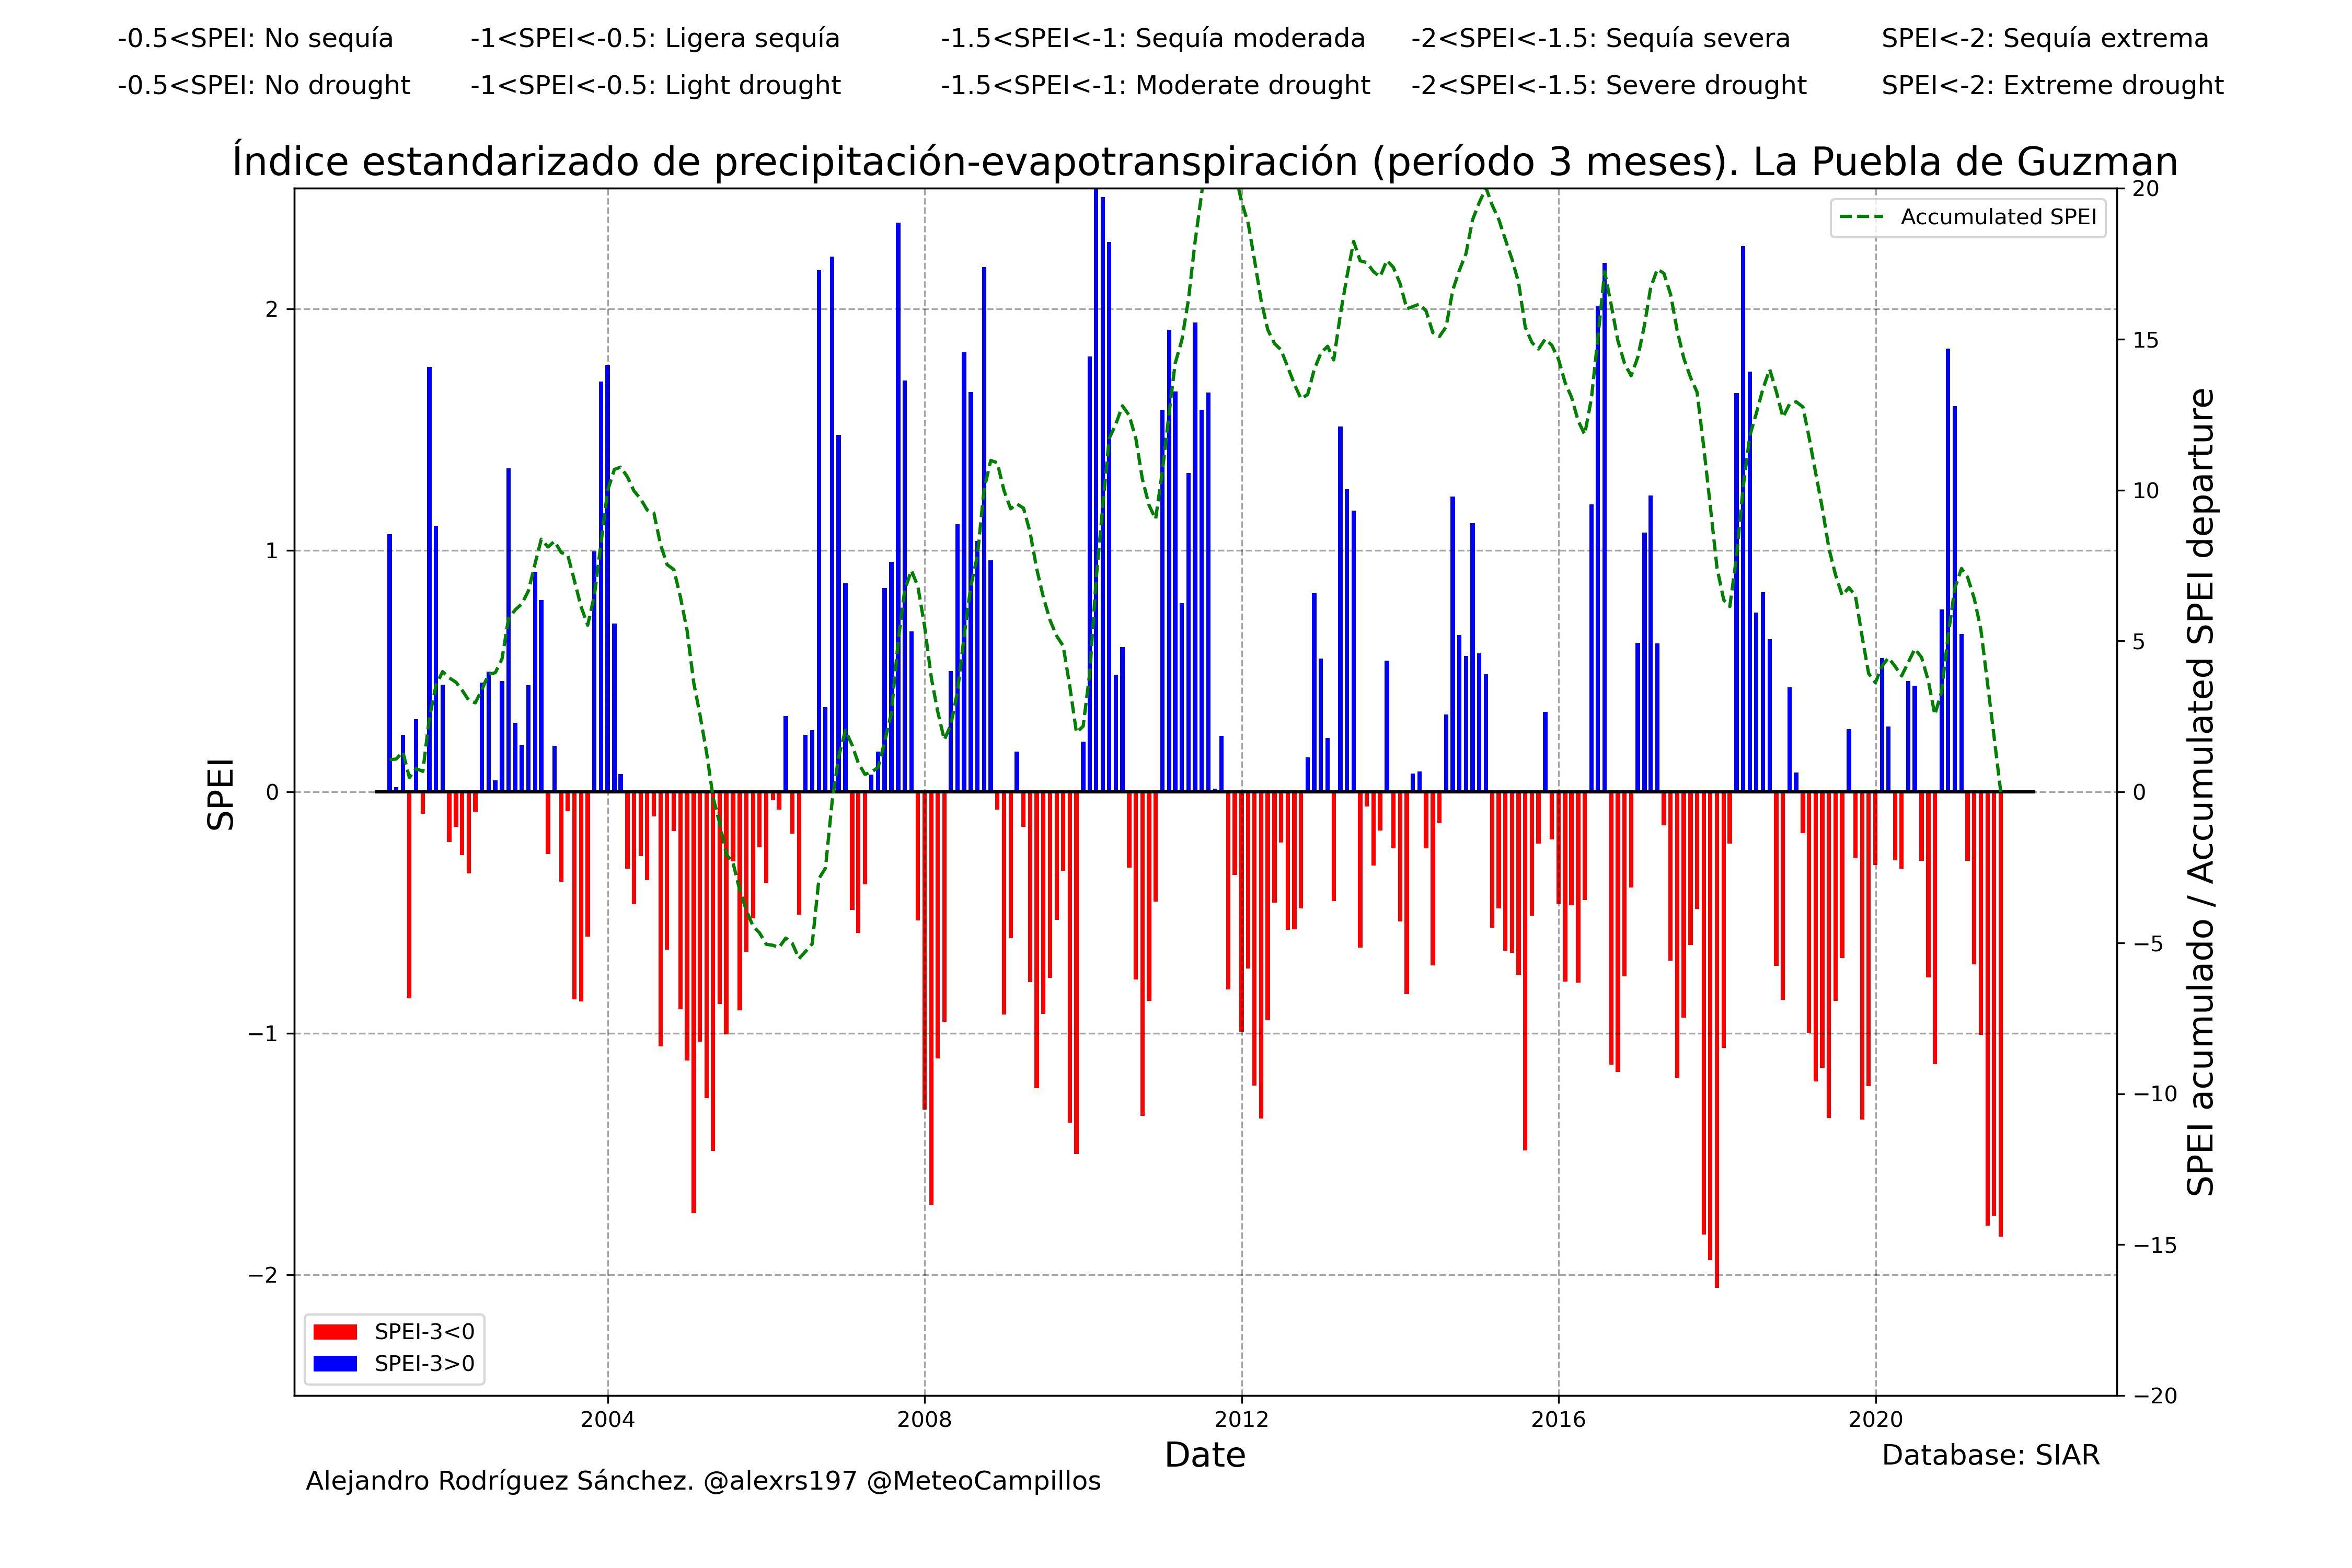 -0.5<SPEI: No sequía -1<SPEI<-0.5: Ligera sequía -1.5<SPEI<-1: Sequía moderada -2<SPEI<-1.5: Sequía severa SPEI<-2: Sequía extrema
-0.5<SPEI: No drought -1<SPEI<-0.5: Light drought -1.5<SPEI<-1: Moderate drought -2<SPEI<-1.5: Severe drought SPEI<-2: Extreme drought
Índice estandarizado de precipitación-evapotranspiración (período 3 meses). La Puebla de Guzman
Accumulated SPEI
2
1
0
−1
−2
SPEI
20
15
10
5
0
−5
−10
−15
−20
SPEI acumulado / Accumulated SPEI departure
SPEI-3<0
SPEI-3>0
2004 2008 2012 2016 2020
Date
Database: SIAR
Alejandro Rodríguez Sánchez. @alexrs197 @MeteoCampillos